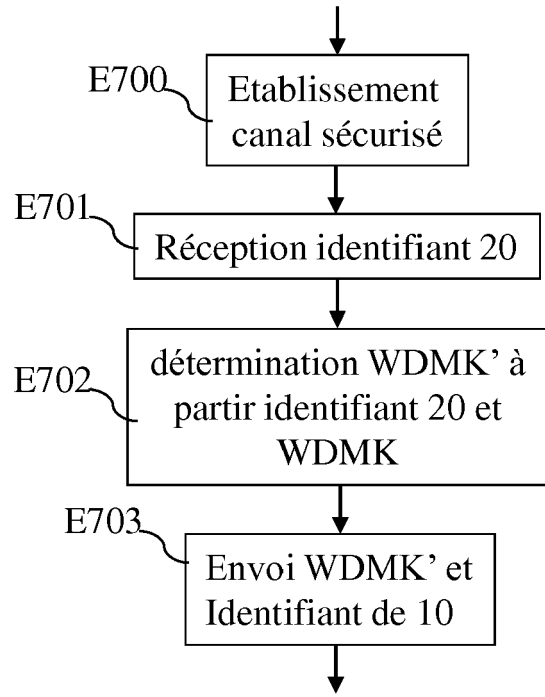 E700
Etablissement
canal sécurisé
E701
Réception identifiant 20
E702
détermination WDMK’ à
partir identifiant 20 et
WDMK
E703
Envoi WDMK’ et
Identifiant de 10